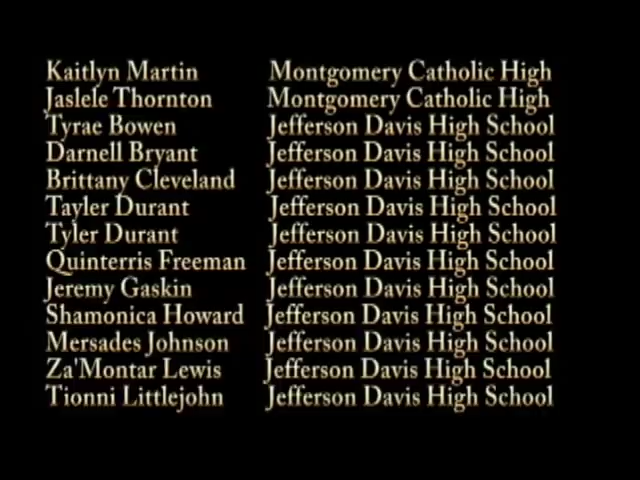 Kaitlyn Martin Montgomery Catholic High
Jaslele Thornton Montgomery Catholic High
Tyrae Bowen Jefferson Davis High School
Darnell Bryant Jefferson Davis High School
Brittany Cleveland Jefferson Davis High School
Tayler Durant Jefferson Davis High School
Tyler Durant Jefferson Davis High School
Quinterris Freeman Jefferson Davis High School
Jeremy Gaskin Jefferson Davis High School
Shamonica Howard Jefferson Davis High School
Mersades Johnson Jefferson Davis High School
Za'Montar Lewis Jefferson Davis High School
Tionni Littlejohn Jefferson Davis High School